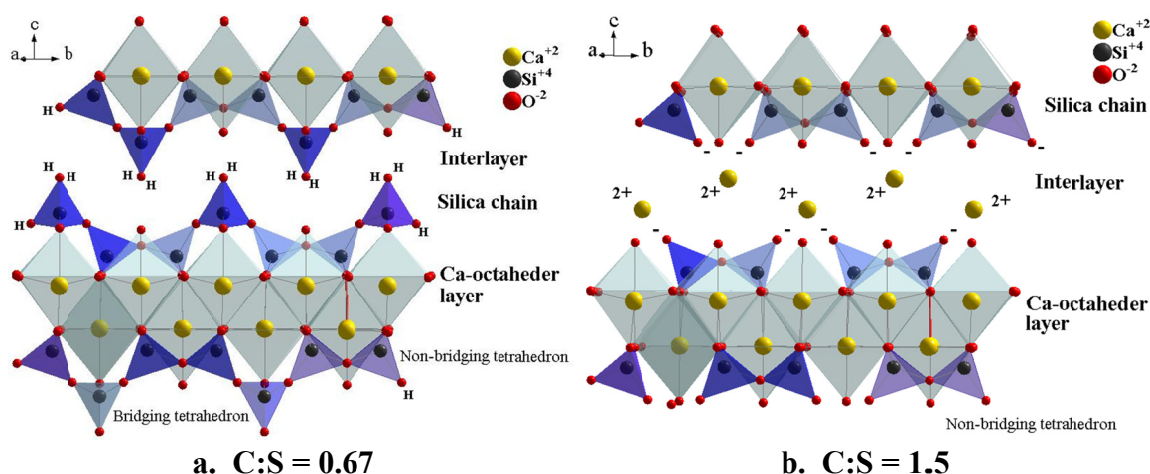 c
a
b
Ca+2
Si+4
O-2
H
H H
H
H H
Interlayer
H H
H H
H H
Silica chain
H
H
Ca-octaheder
layer
Non-bridging tetrahedron
H
Bridging tetrahedron
a. C:S = 0.67
c
a
b
Ca+2
Si+4
O-2
Silica chain
- - - - -
Interlayer
2+ 2+ 2+ 2+ 2+
- - - -
Ca-octaheder
layer
Non-bridging tetrahedron
b. C:S = 1.5